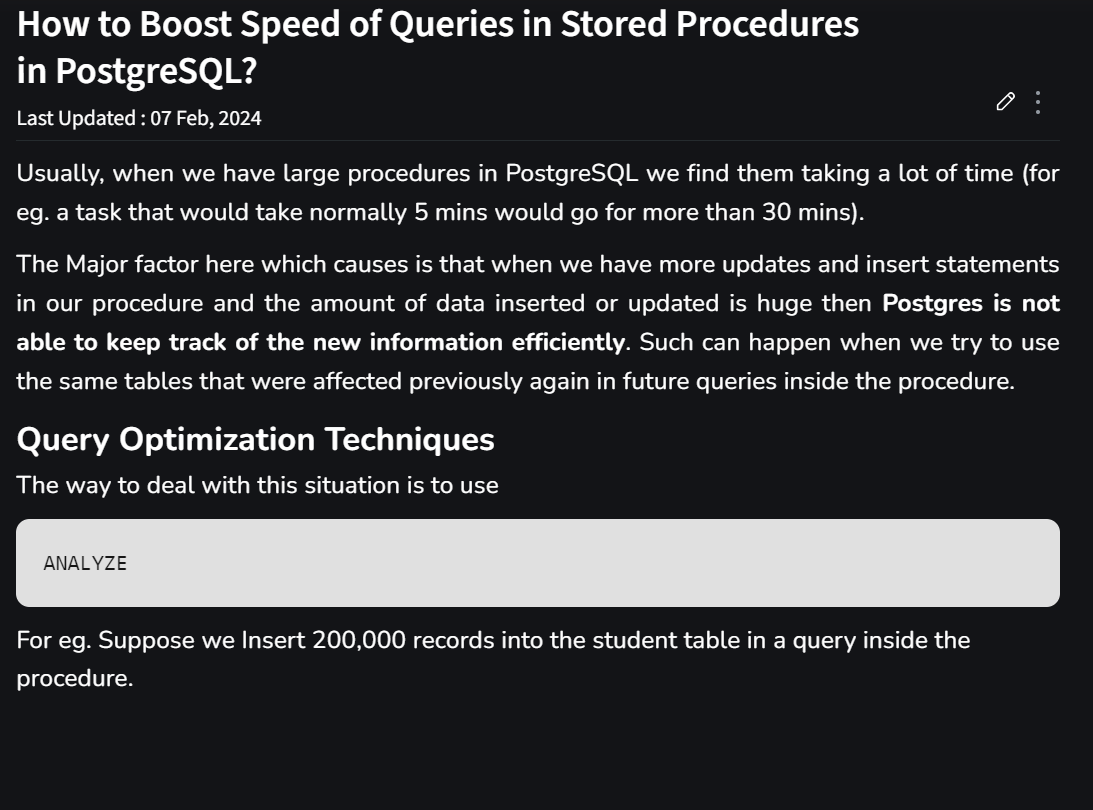 How to Boost Speed of Queries in Stored Procedures
in PostgreSQL?
Last Updated : 07 Feb, 2024
Usually, when we have large procedures in PostgreSQL we find them taking a lot of time (for
eg. a task that would take normally 5 mins would go for more than 30 mins).
The Major factor here which causes is that when we have more updates and insert statements
in our procedure and the amount of data inserted or updated is huge then Postgres is not
able to keep track of the new information efficiently. Such can happen when we try to use
the same tables that were affected previously again in future queries inside the procedure.
Query Optimization Techniques
The way to deal with this situation is to use
ANALYZE
For eg. Suppose we Insert 200,000 records into the student table in a query inside the
procedure.